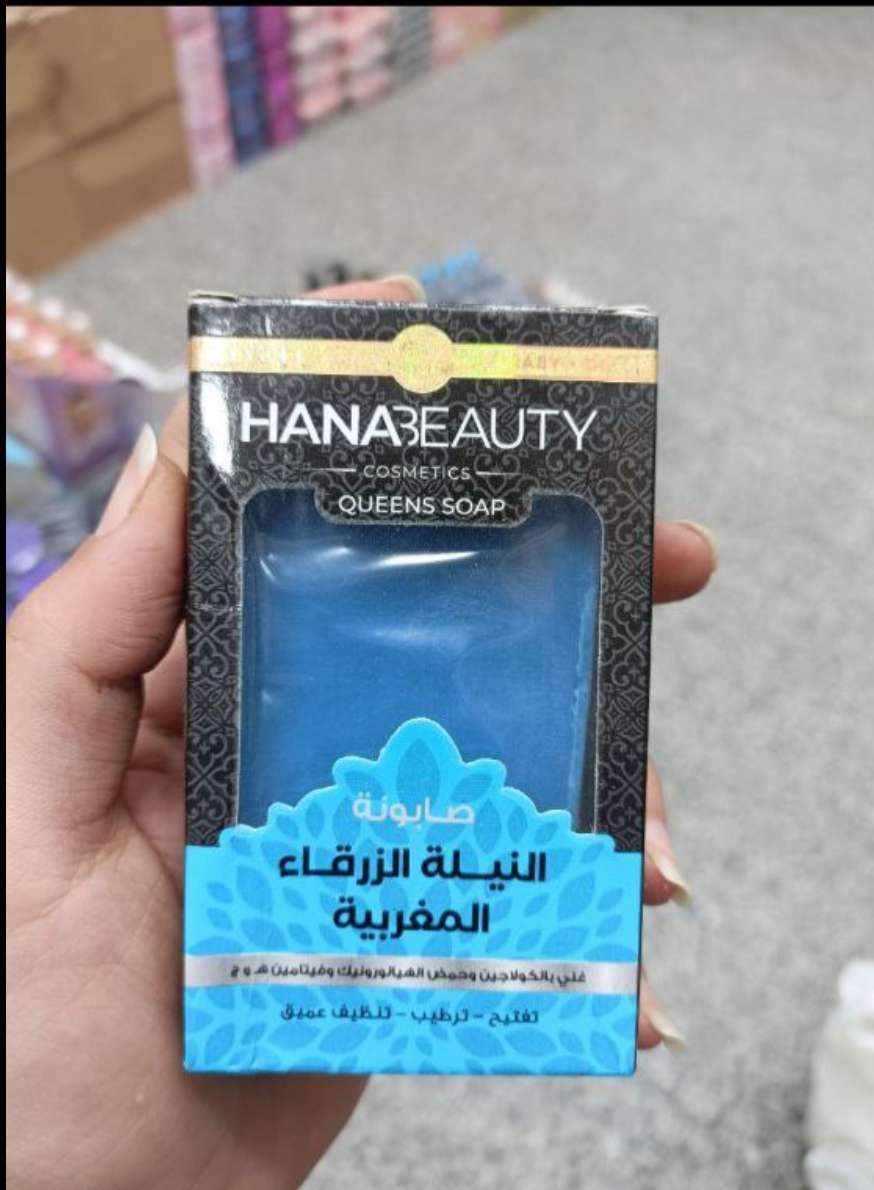 HANABEAUTY
COSMETICS
QUEENS SOAP
صابونة
النيلة الزرقاء
المغربية
غني بالكولاجين وحمض الهيالورونيك وفيتامين هـ و ج
تفتيح - ترطيب - تنظيف عميق